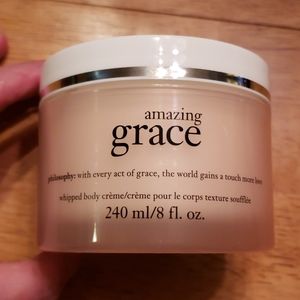 amazing
grace
philosophy: with every act of grace, the world gains a touch more love
whipped body crème/crème pour le corps texture soufflée
240 ml/8 fl. oz.